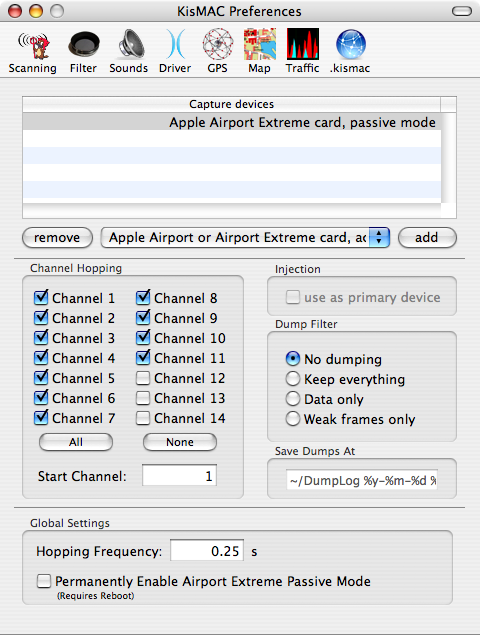 KisMAC Preferences
Scanning Filter Sounds Driver GPS Map Traffic .kismac
Capture devices
Apple Airport Extreme card, passive mode
remove Apple Airport or Airport Extreme card, ac add
Channel Hopping
Channel 1
Channel 2
Channel 3
Channel 4
Channel 5
Channel 6
Channel 7
Channel 8
Channel 9
Channel 10
Channel 11
Channel 12
Channel 13
Channel 14
All None
Start Channel: 1
Injection
use as primary device
Dump Filter
No dumping
Keep everything
Data only
Weak frames only
Save Dumps At
~/DumpLog %y-%m-%d %
Global Settings
Hopping Frequency: 0.25 s
Permanently Enable Airport Extreme Passive Mode
(Requires Reboot)